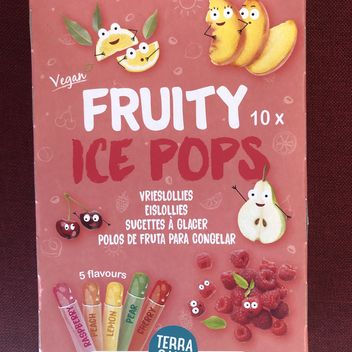 Vegan
FRUITY
10 x
ICE POPS
VRIESLOLLIES
EISLOLLIES
SUCETTES À GLACER
POLOS DE FRUTA PARA CONGELAR
5 flavours
RASPBERRY
PEACH
LEMON
PEAR
CHERRY
TERRA